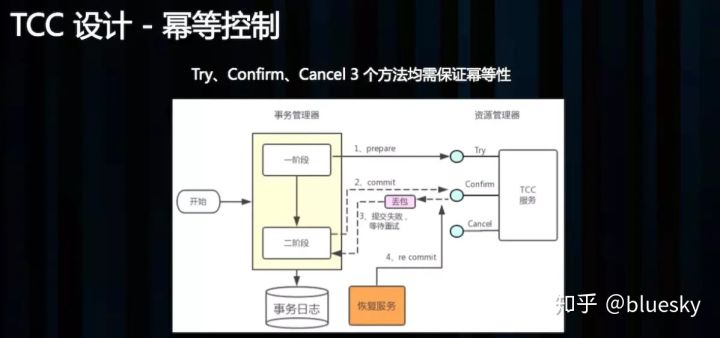 TCC 设计 - 幂等控制
Try、Confirm、Cancel 3 个方法均需保证幂等性
事务管理器
资源管理器
一阶段
1、prepare
Try
2、commit
Confirm
TCC
服务
开始
丢包
3、提交失败，
等待重试
Cancel
二阶段
4、re commit
事务日志
恢复服务
知乎 @bluesky